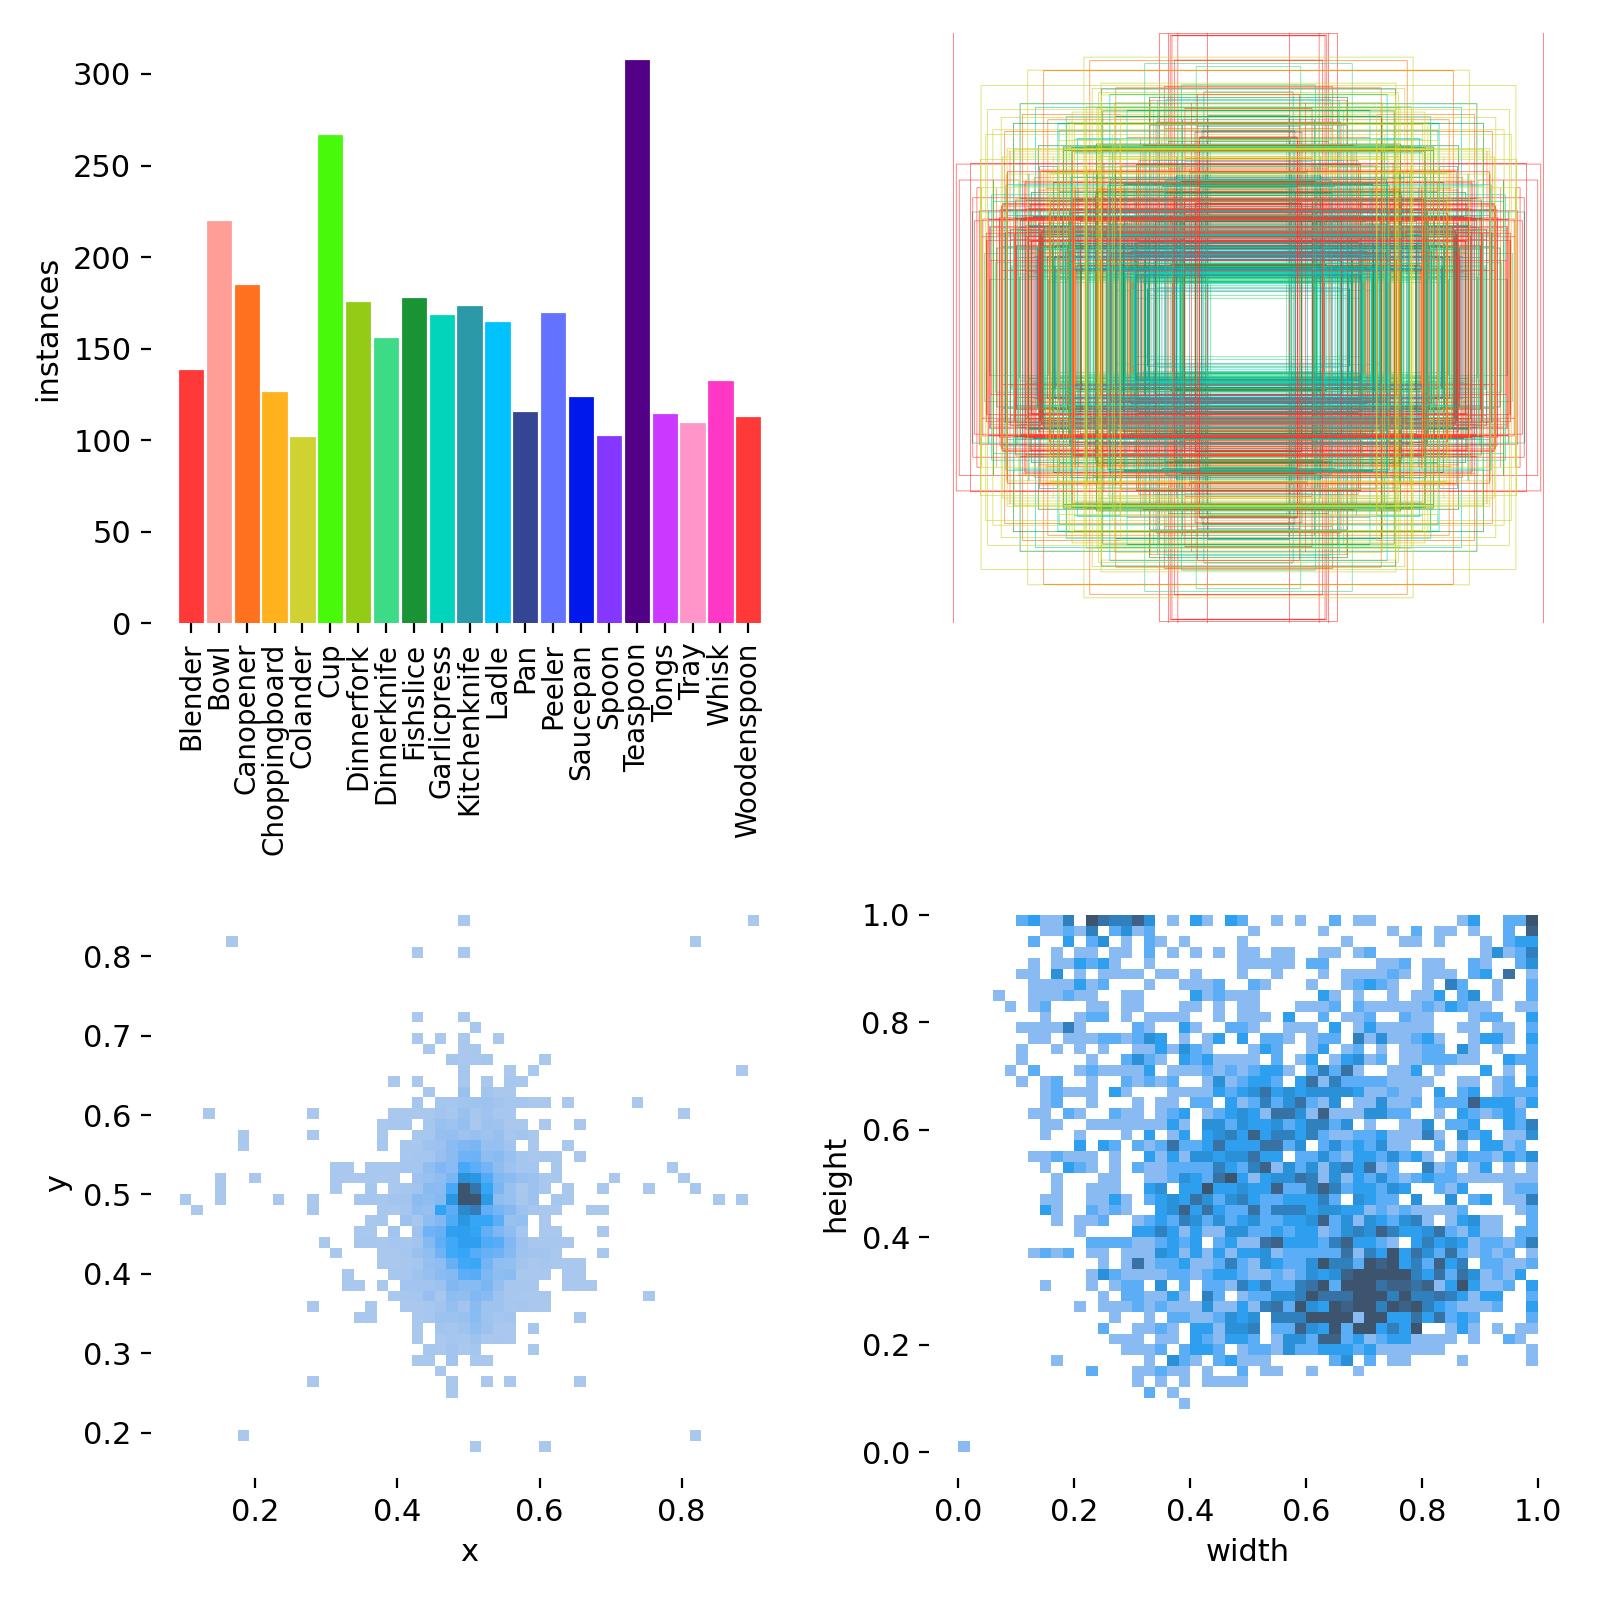 300
250
200
150
100
50
0
instances
Blender
Bowl
Canopener
Choppingboard
Colander
Cup
Dinnerfork
Dinnerknife
Fishslice
Garlicpress
Kitchenknife
Ladle
Pan
Peeler
Saucepan
Spoon
Teaspoon
Tongs
Tray
Whisk
Woodenspoon
0.8
0.7
0.6
0.5
0.4
0.3
0.2
y
0.2 0.4 0.6 0.8
x
1.0
0.8
0.6
0.4
0.2
0.0
height
0.0 0.2 0.4 0.6 0.8 1.0
width